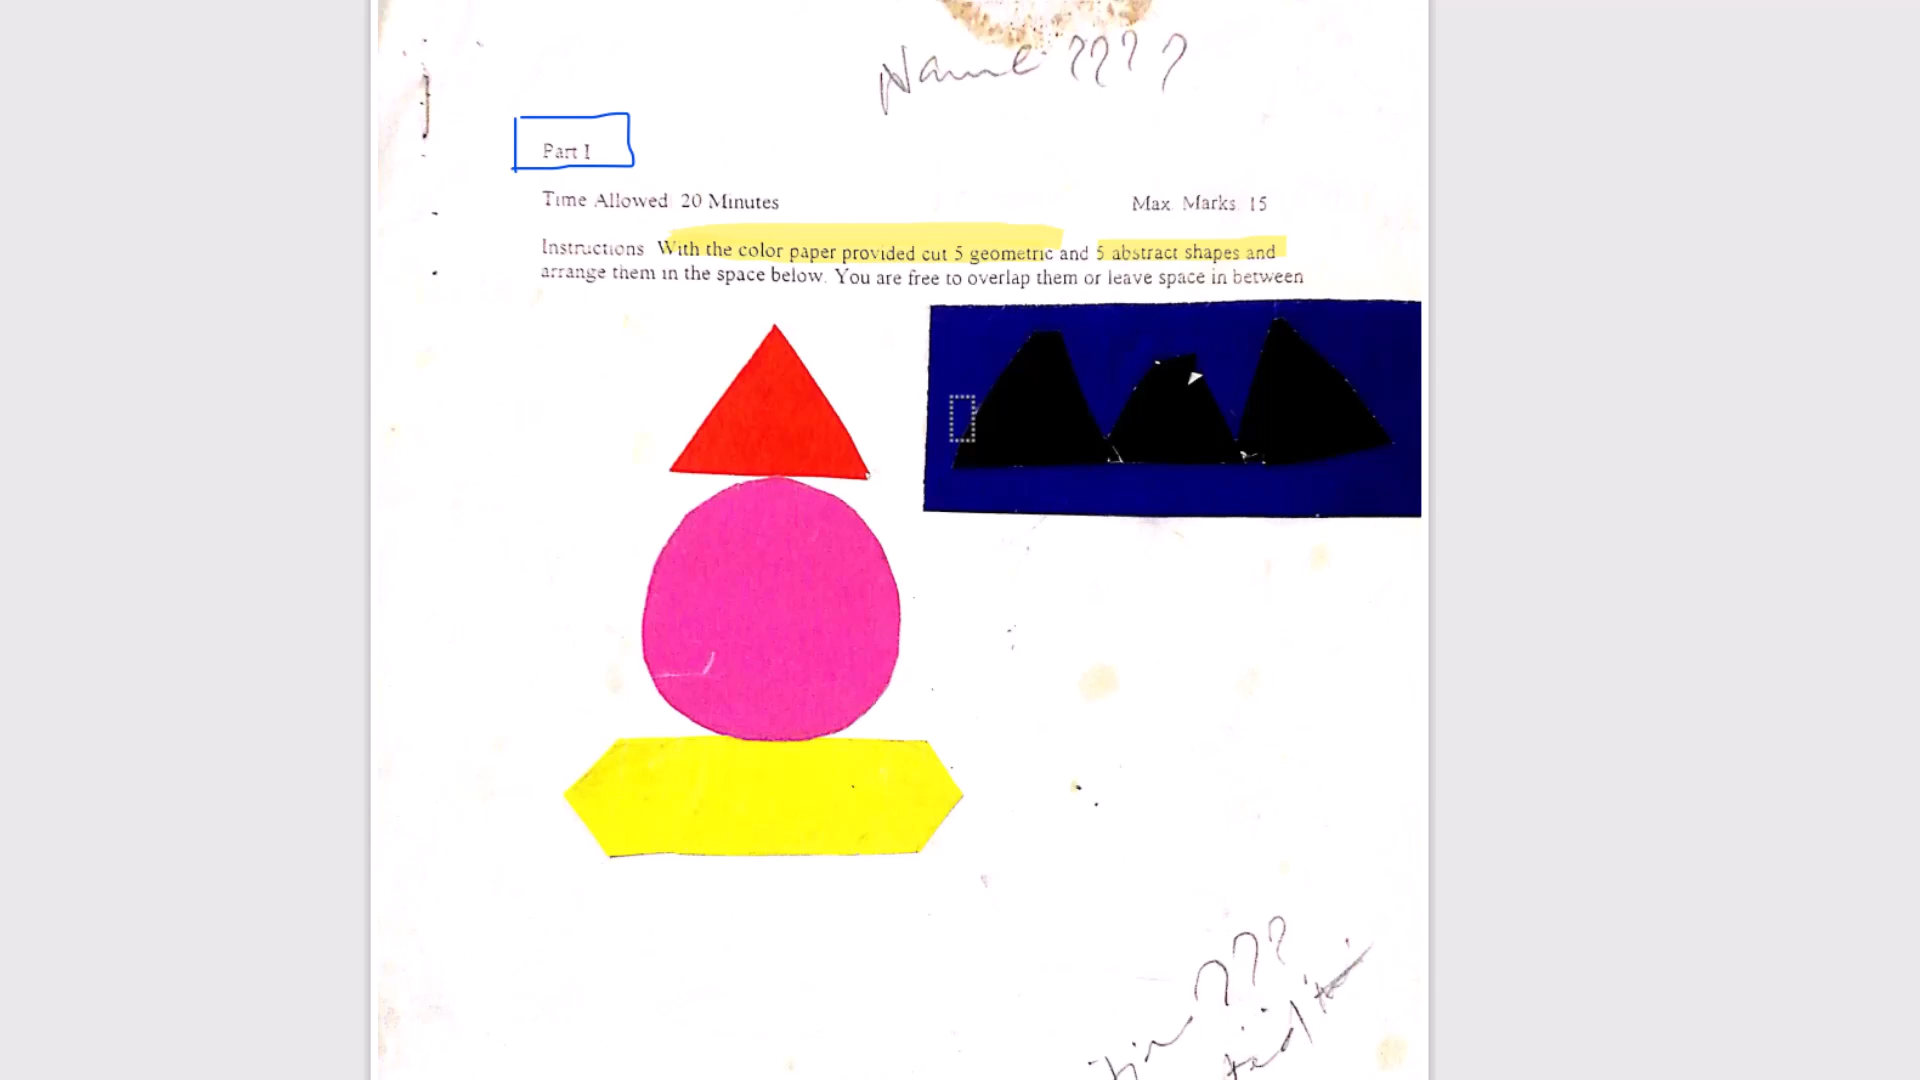 Name ????
Part I
Time Allowed 20 Minutes
Max. Marks 15
Instructions With the color paper provided cut 5 geometric and 5 abstract shapes and
arrange them in the space below. You are free to overlap them or leave space in between
???